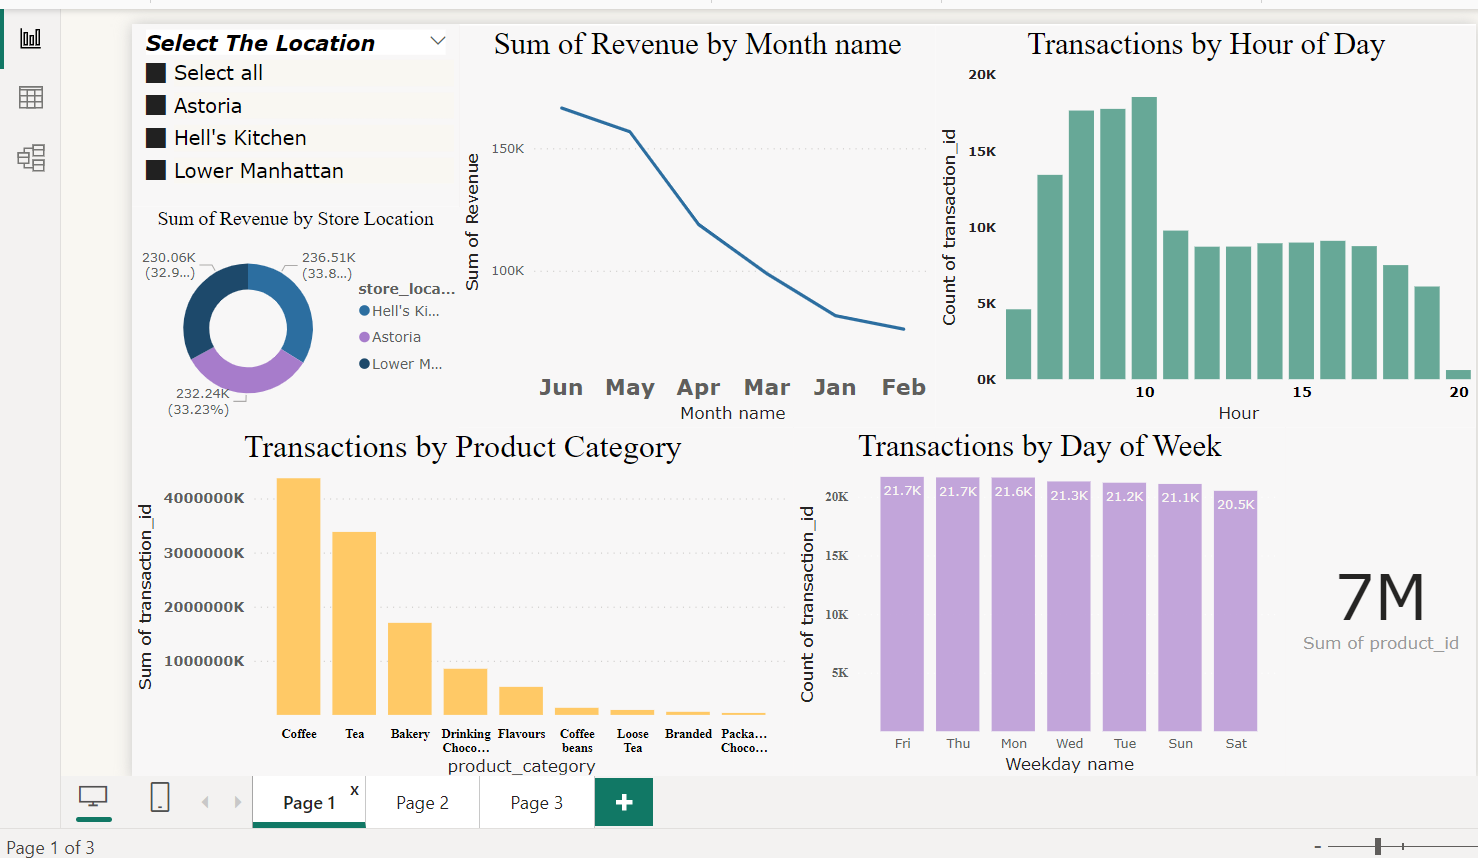 Select The Location
Select all
Astoria
Hell's Kitchen
Lower Manhattan
Sum of Revenue by Store Location
230.06K
(32.9...)
236.51K
(33.8...)
232.24K
(33.23%)
store_loca...
Hell's Ki...
Astoria
Lower M...
Sum of Revenue by Month name
Sum of Revenue
150K
100K
Jun May Apr Mar Jan Feb
Month name
Transactions by Hour of Day
Count of transaction_id
20K
15K
10K
5K
0K
10 15 20
Hour
Transactions by Product Category
Sum of transaction_id
4000000K
3000000K
2000000K
1000000K
Coffee Tea Bakery Drinking Choco... Flavours Coffee beans Loose Tea Branded Packa... Choco...
product_category
Transactions by Day of Week
Count of transaction_id
20K
15K
10K
5K
21.7K 21.7K 21.6K 21.3K 21.2K 21.1K 20.5K
Fri Thu Mon Wed Tue Sun Sat
Weekday name
7M
Sum of product_id
Page 1 x Page 2 Page 3 +
Page 1 of 3
-